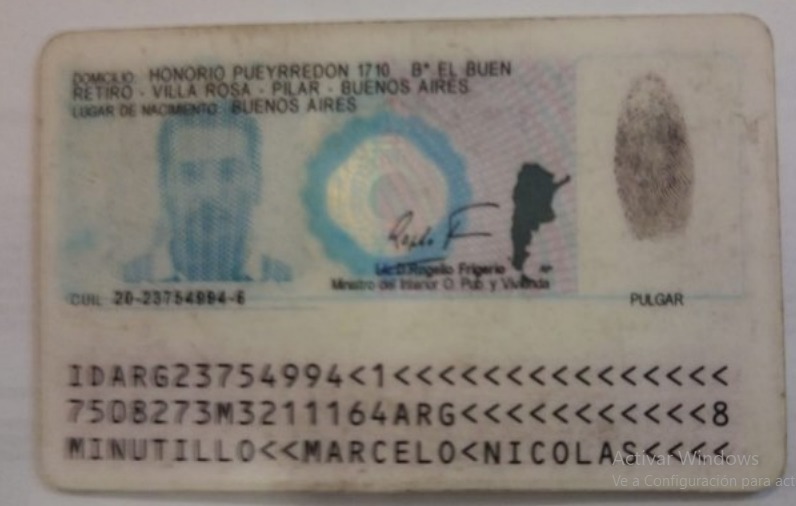 DOMICILIO: HONORIO PUEYRREDON 1710 B° EL BUEN
RETIRO - VILLA ROSA - PILAR - BUENOS AIRES
LUGAR DE NACIMIENTO: BUENOS AIRES
Lic. D. Rogelio Frigerio
Ministro del Interior O. Pub. y Vivienda
CUIL: 20-23754994-6
PULGAR
IDARG23754994<1<<<<<<<<<<<<<<<
7508273M3211164ARG<<<<<<<<<<<8
MINUTILLO<<MARCELO<NICOLAS<<<<
Activar Windows
Ve a Configuración para act